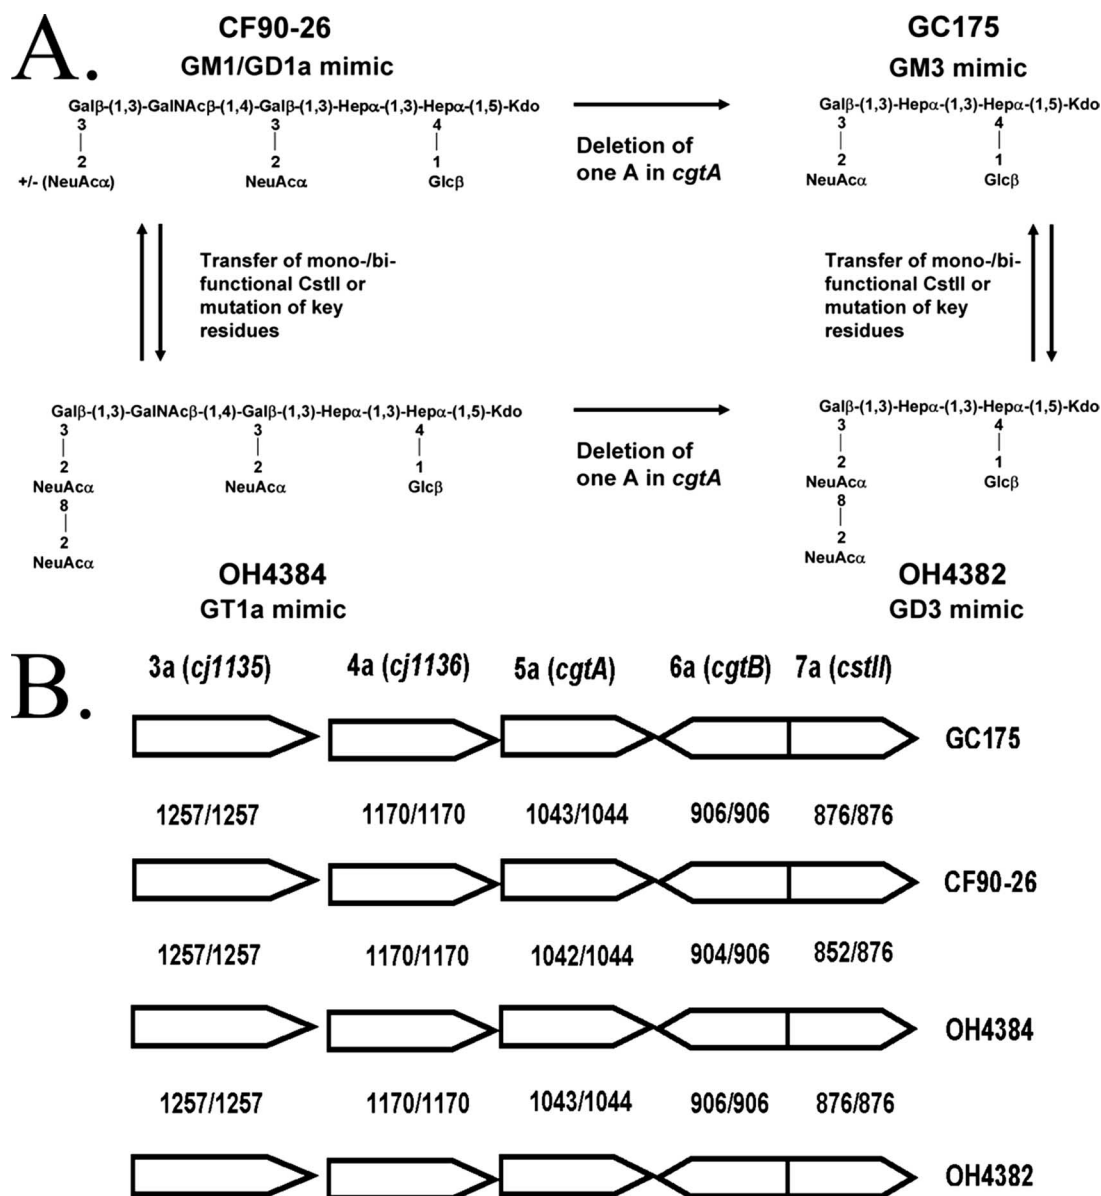 A.
CF90-26
GM1/GD1a mimic
GC175
GM3 mimic
Galβ-(1,3)-GalNAcβ-(1,4)-Galβ-(1,3)-Hepα-(1,3)-Hepα-(1,5)-Kdo
3 3 4
2 2 1
+/- (NeuAcα) NeuAcα Glcβ
Deletion of
one A in cgtA
Galβ-(1,3)-Hepα-(1,3)-Hepα-(1,5)-Kdo
3 4
2 1
NeuAcα Glcβ
Transfer of mono-/bi-
functional CstII or
mutation of key
residues
Transfer of mono-/bi-
functional CstII or
mutation of key
residues
Galβ-(1,3)-GalNAcβ-(1,4)-Galβ-(1,3)-Hepα-(1,3)-Hepα-(1,5)-Kdo
3 3 4
2 2 1
NeuAcα NeuAcα Glcβ
8
2
NeuAcα
Deletion of
one A in cgtA
Galβ-(1,3)-Hepα-(1,3)-Hepα-(1,5)-Kdo
3 4
2 1
NeuAcα Glcβ
8
2
NeuAcα
OH4384
GT1a mimic
OH4382
GD3 mimic
B.
3a (cj1135) 4a (cj1136) 5a (cgtA) 6a (cgtB) 7a (cstII)
GC175
1257/1257 1170/1170 1043/1044 906/906 876/876
CF90-26
1257/1257 1170/1170 1042/1044 904/906 852/876
OH4384
1257/1257 1170/1170 1043/1044 906/906 876/876
OH4382